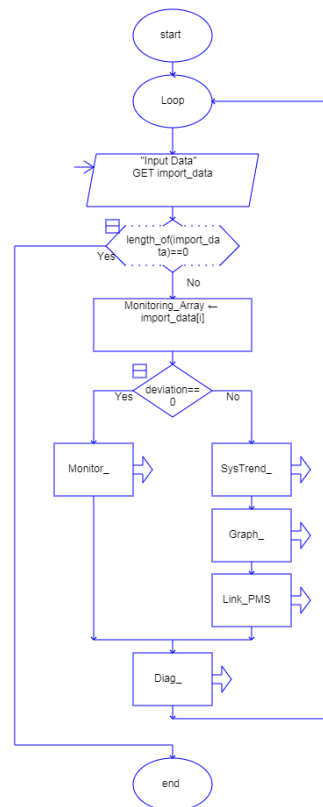 start
Loop
"Input Data"
GET import_data
length_of(import_da
ta)==0
Yes
No
Monitoring_Array ←
import_data[i]
deviation==
0
Yes
No
Monitor_
SysTrend_
Graph_
Link_PMS
Diag_
end